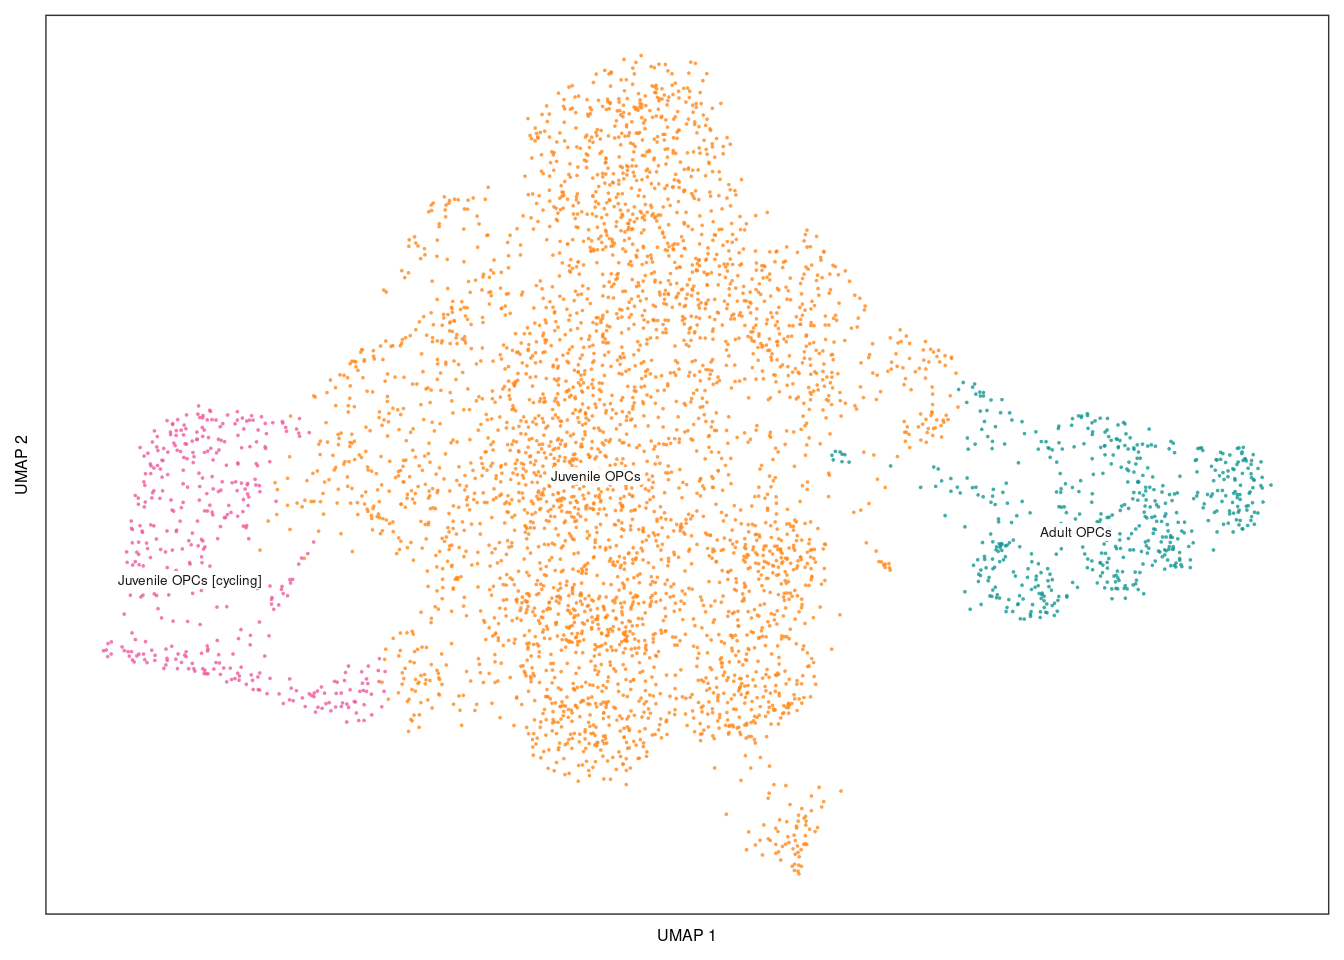 UMAP 2
Juvenile OPCs
Adult OPCs
Juvenile OPCs [cycling]
UMAP 1